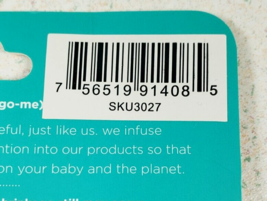 7 56519 91408 5
SKU3027
go-me)
eful, just like us. we infuse
ention into our products so that
on your baby and the planet.